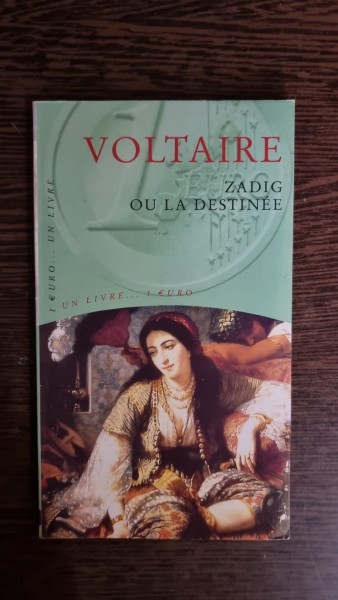 VOLTAIRE
ZADIG
OU LA DESTINÉE
1 €URO... UN LIVRE
UN LIVRE... 1 €URO